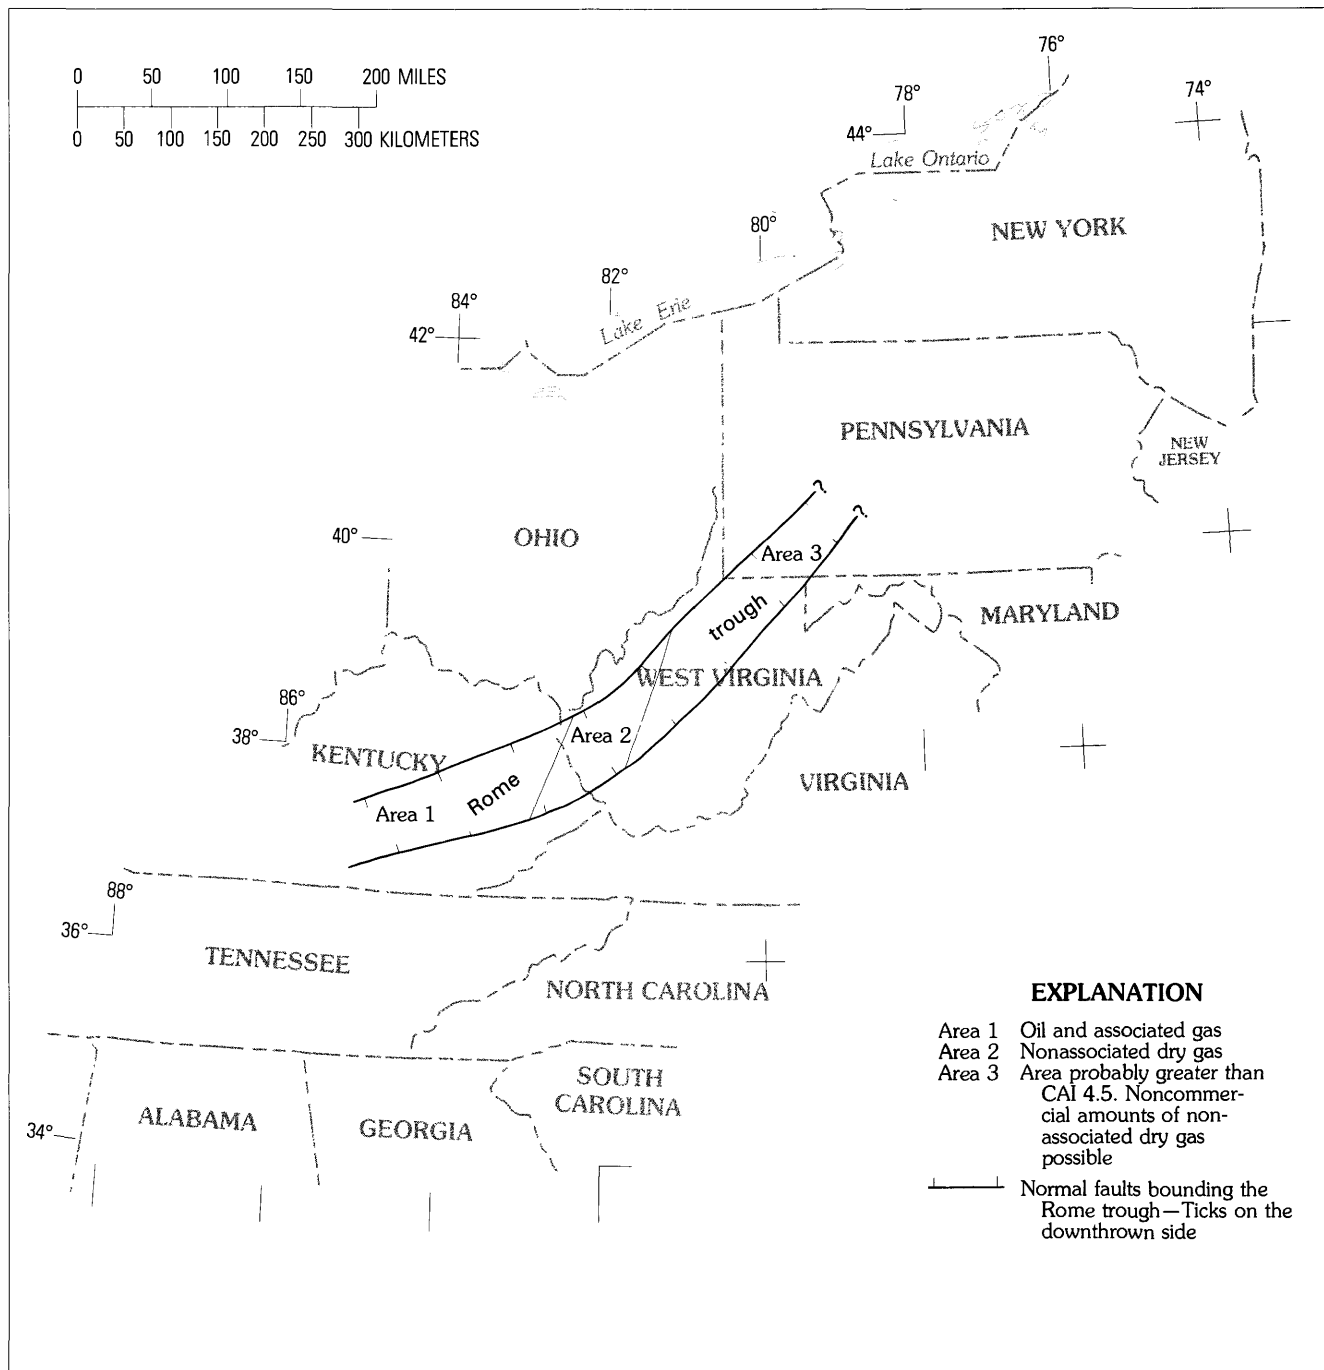 0 50 100 150 200 MILES
0 50 100 150 200 250 300 KILOMETERS
76°
78°
74°
44°
Lake Ontario
80°
NEW YORK
82°
84°
Lake Erie
42°
PENNSYLVANIA
NEW
JERSEY
?
?
40°
OHIO
Area 3
trough
MARYLAND
WEST VIRGINIA
86°
38°
Area 2
KENTUCKY
VIRGINIA
Rome
Area 1
88°
36°
TENNESSEE
NORTH CAROLINA
SOUTH
CAROLINA
ALABAMA
GEORGIA
34°
EXPLANATION
Area 1 Oil and associated gas
Area 2 Nonassociated dry gas
Area 3 Area probably greater than
CAI 4.5. Noncommer-
cial amounts of non-
associated dry gas
possible
Normal faults bounding the
Rome trough—Ticks on the
downthrown side